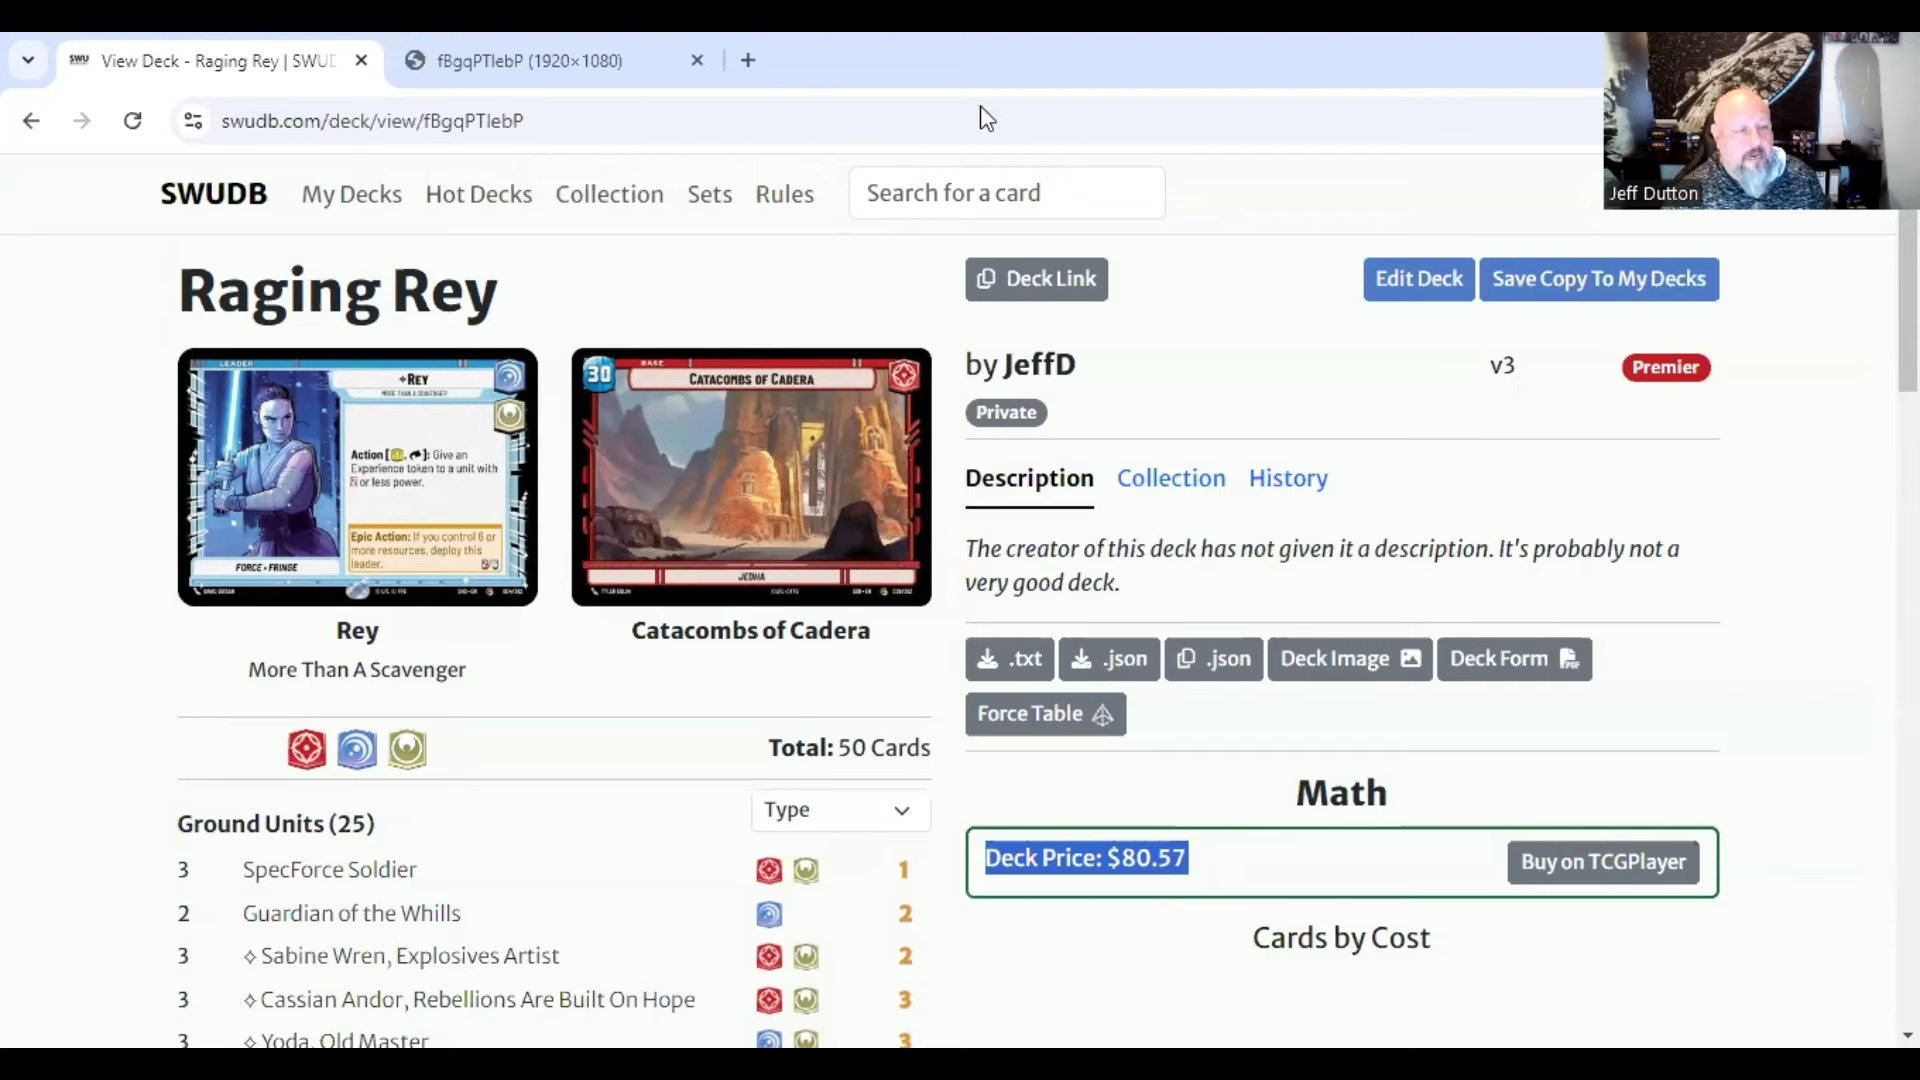 View Deck - Raging Rey | SWUD
fBgqPTlebP (1920×1080)
swudb.com/deck/view/fBgqPTlebP
Jeff Dutton
SWUDB
My Decks
Hot Decks
Collection
Sets
Rules
Search for a card
Raging Rey
Deck Link
Edit Deck
Save Copy To My Decks
LEADER
REY
MORE THAN A SCAVENGER
Action [
]: Give an
Experience token to a unit with
or less power.
Epic Action: If you control 6 or
more resources, deploy this
leader.
FORCE • FRINGE
BASE
30
CATACOMBS OF CADERA
JEDHA
by JeffD
v3
Premier
Private
Description
Collection
History
The creator of this deck has not given it a description. It's probably not a
very good deck.
Rey
More Than A Scavenger
Catacombs of Cadera
.txt
.json
.json
Deck Image
Deck Form
Force Table
Total: 50 Cards
Math
Deck Price: $80.57
Buy on TCGPlayer
Cards by Cost
Type
Ground Units (25)
3 SpecForce Soldier 1
2 Guardian of the Whills 2
3 Sabine Wren, Explosives Artist 2
3 Cassian Andor, Rebellions Are Built On Hope 3
3 Yoda, Old Master 3